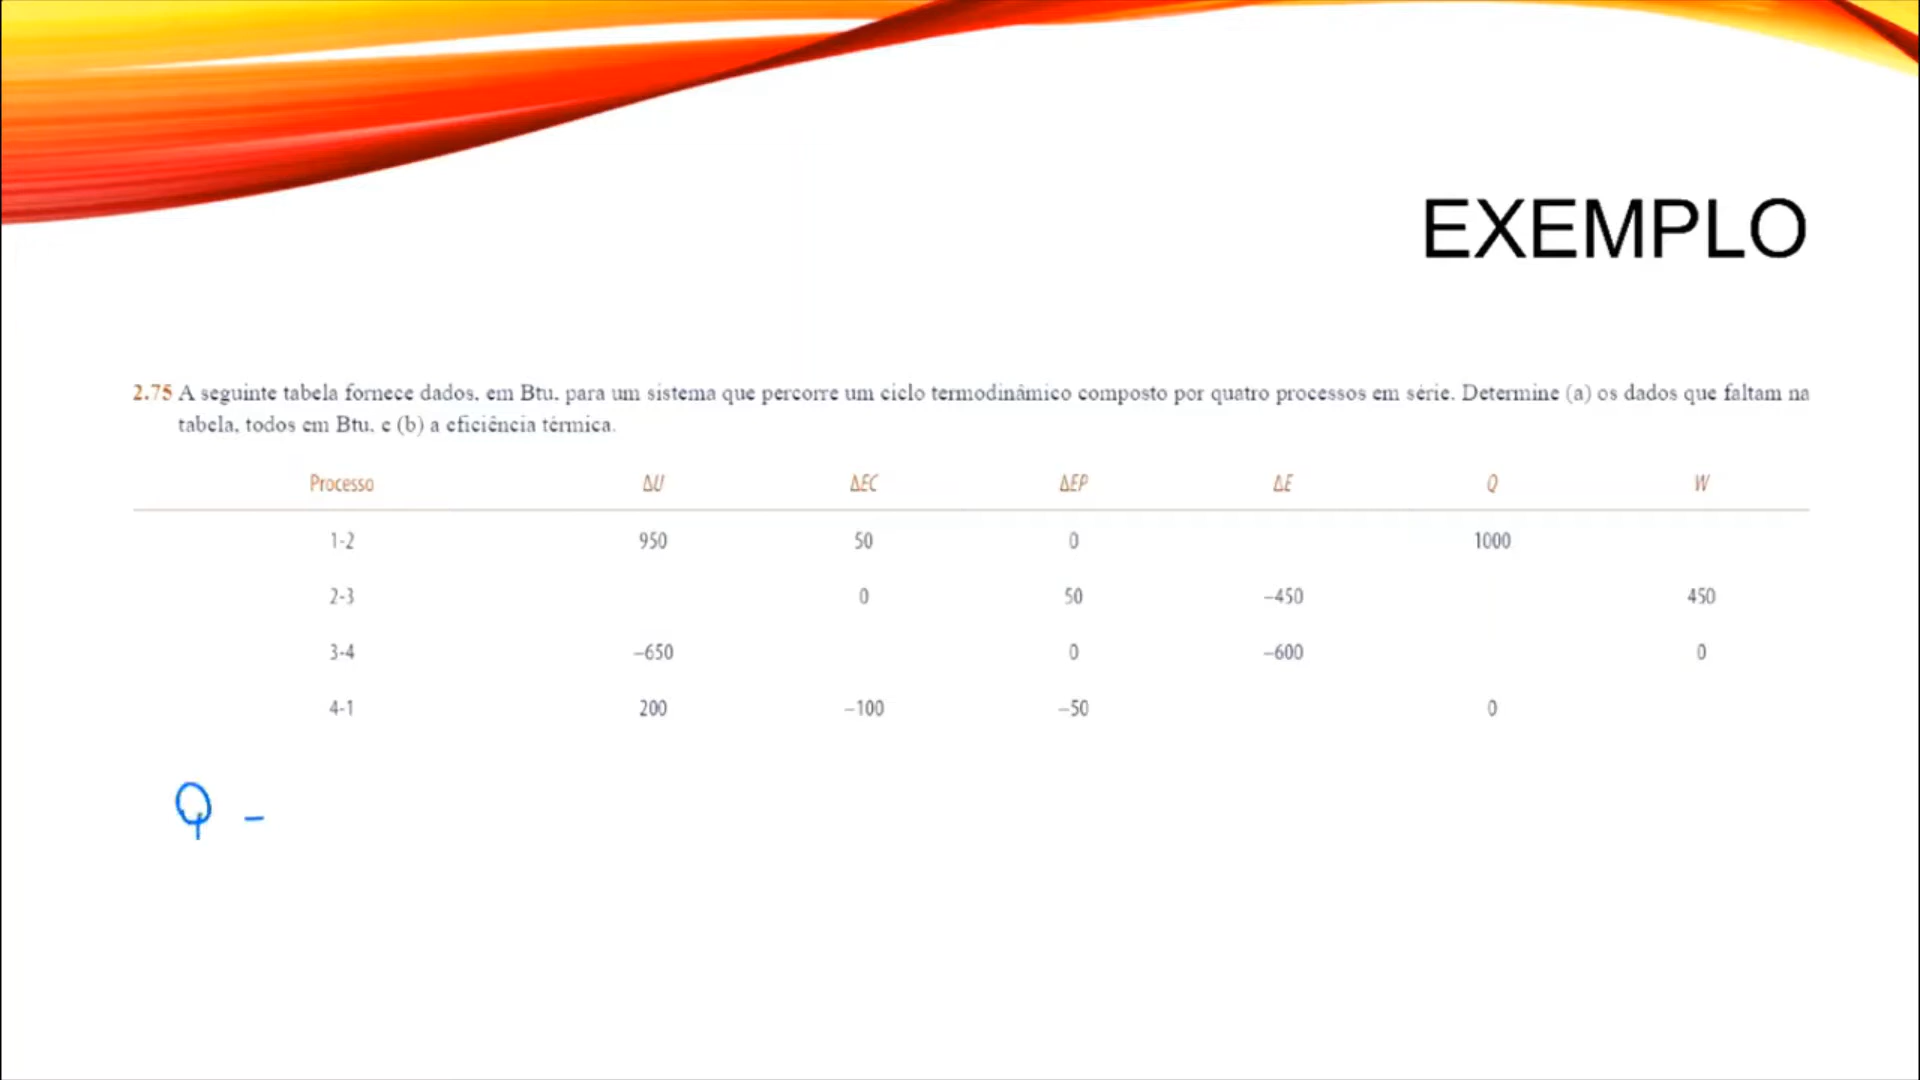 EXEMPLO
2.75 A seguinte tabela fornece dados, em Btu, para um sistema que percorre um ciclo termodinâmico composto por quatro processos em série. Determine (a) os dados que faltam na
tabela, todos em Btu, e (b) a eficiência térmica.
Processo ΔU ΔEC ΔEP ΔE Q W
1-2 950 50 0 1000
2-3 0 50 –450 450
3-4 –650 0 –600 0
4-1 200 –100 –50 0
Q -